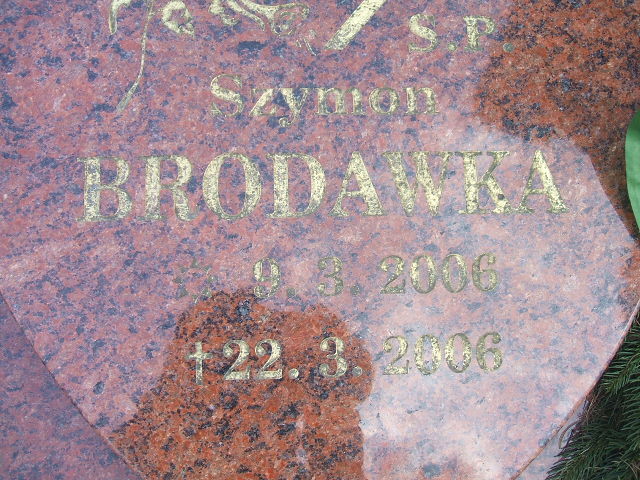 S.P.
Szymon
BRODAWKA
☆ 9.3.2006
† 22.3.2006